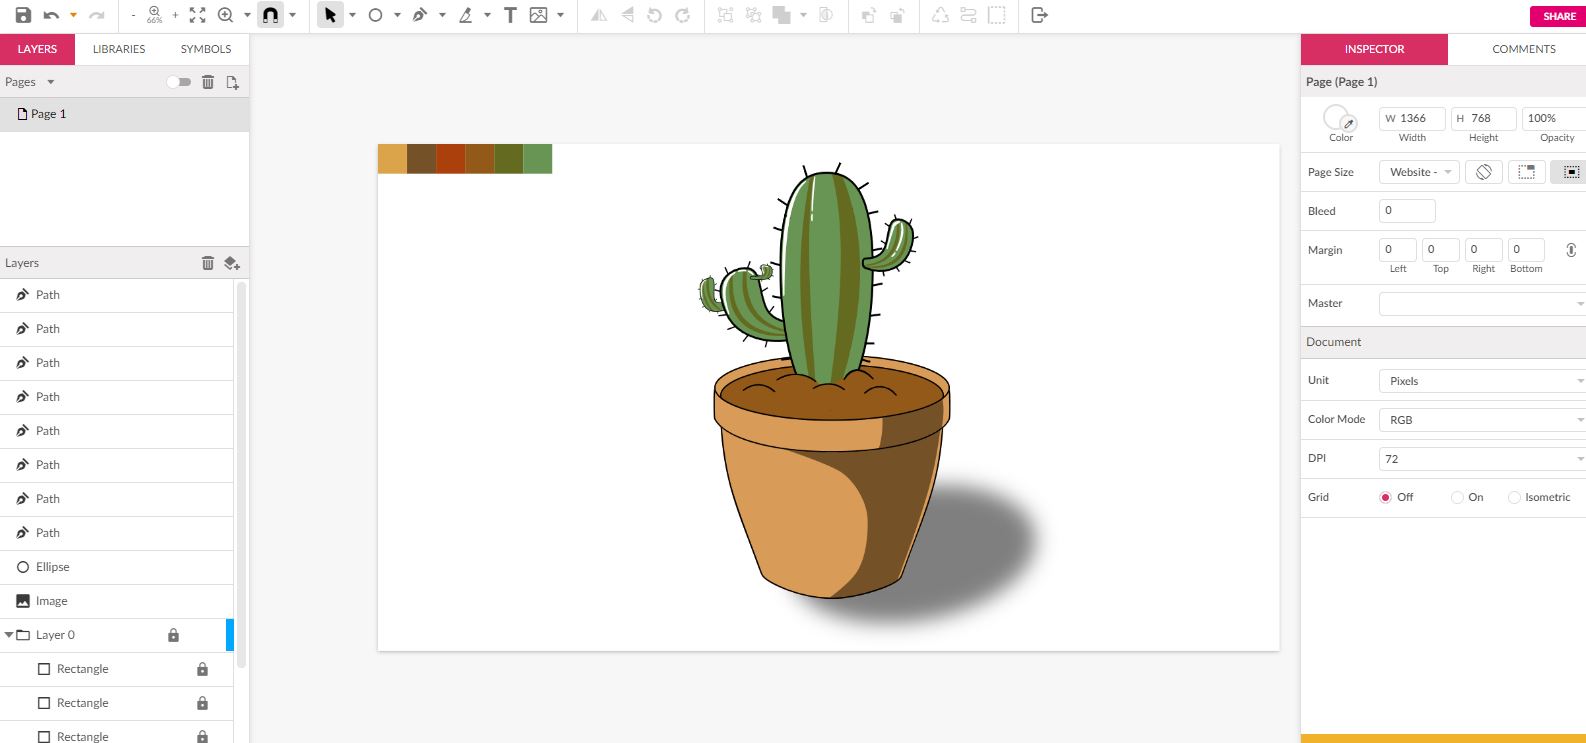 66%
SHARE
LAYERS LIBRARIES SYMBOLS
INSPECTOR COMMENTS
Pages
Page 1
Layers
Path
Path
Path
Path
Path
Path
Path
Path
Ellipse
Image
Layer 0
Rectangle
Rectangle
Rectangle
Page (Page 1)
W 1366 H 768 100%
Color Width Height Opacity
Page Size Website -
Bleed 0
Margin 0 0 0 0
Left Top Right Bottom
Master
Document
Unit Pixels
Color Mode RGB
DPI 72
Grid Off On Isometric